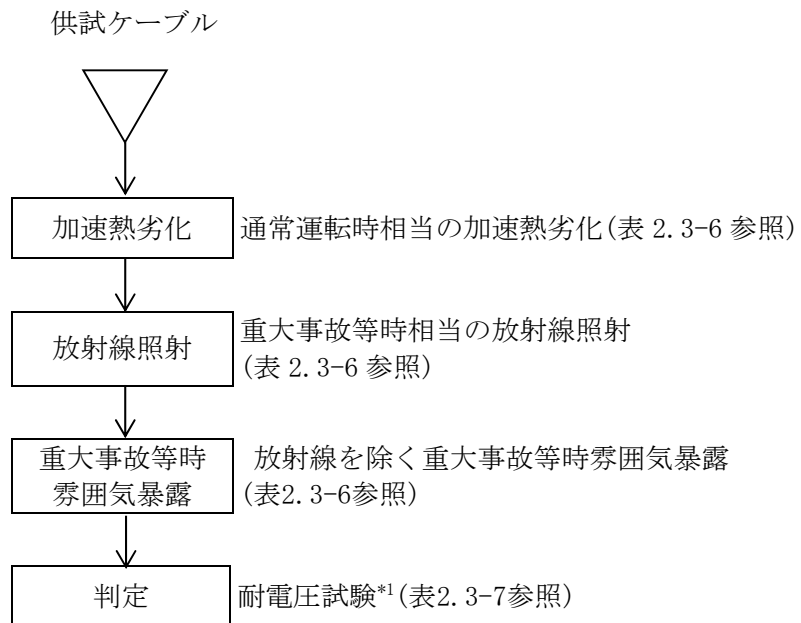 供試ケーブル
加速熱劣化
通常運転時相当の加速熱劣化(表 2.3-6 参照)
放射線照射
重大事故等時相当の放射線照射
(表 2.3-6 参照)
重大事故等時
雰囲気暴露
放射線を除く重大事故等時雰囲気暴露
(表2.3-6参照)
判定
耐電圧試験*1(表2.3-7参照)